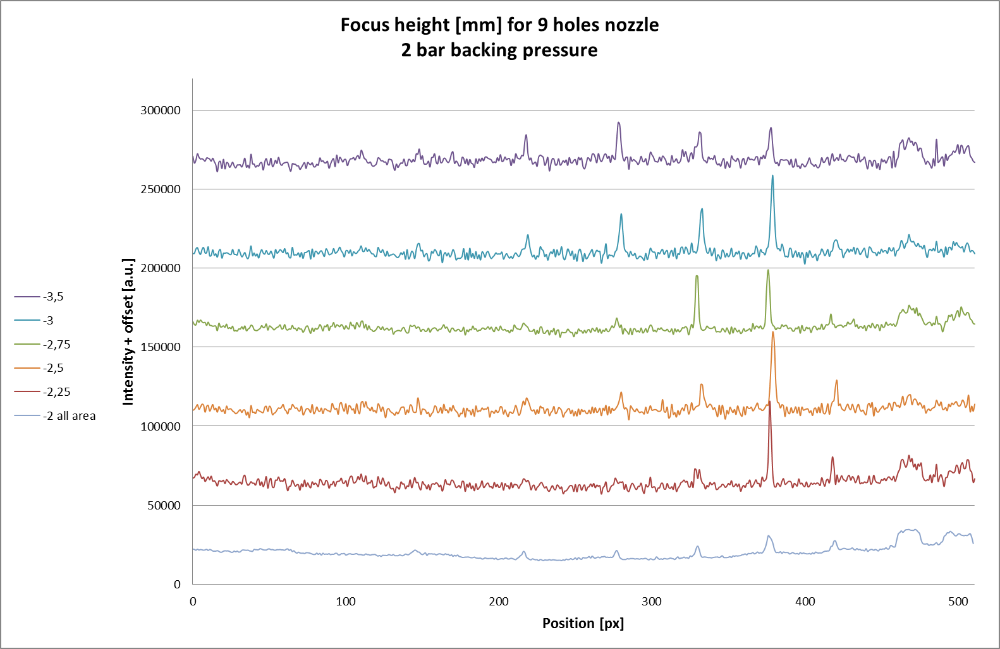 Focus height [mm] for 9 holes nozzle
2 bar backing pressure
300000
250000
200000
150000
100000
50000
0
Intensity + offset [a.u.]
-3,5
-3
-2,75
-2,5
-2,25
-2 all area
0 100 200 300 400 500
Position [px]